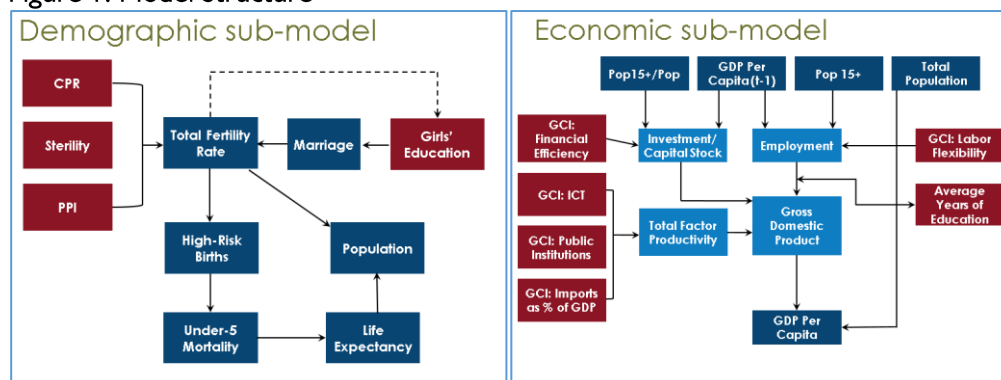 Figure 1. Model Structure
Demographic sub-model
CPR
Sterility
PPI
Total Fertility
Rate
Marriage
Girls'
Education
High-Risk
Births
Population
Under-5
Mortality
Life
Expectancy
Economic sub-model
Pop15+/Pop
GDP Per
Capita(t-1)
Pop 15+
Total
Population
GCI:
Financial
Efficiency
Investment/
Capital Stock
Employment
GCI: Labor
Flexibility
GCI: ICT
Average
Years of
Education
GCI: Public
Institutions
Total Factor
Productivity
Gross
Domestic
Product
GCI: Imports
as % of GDP
GDP Per
Capita